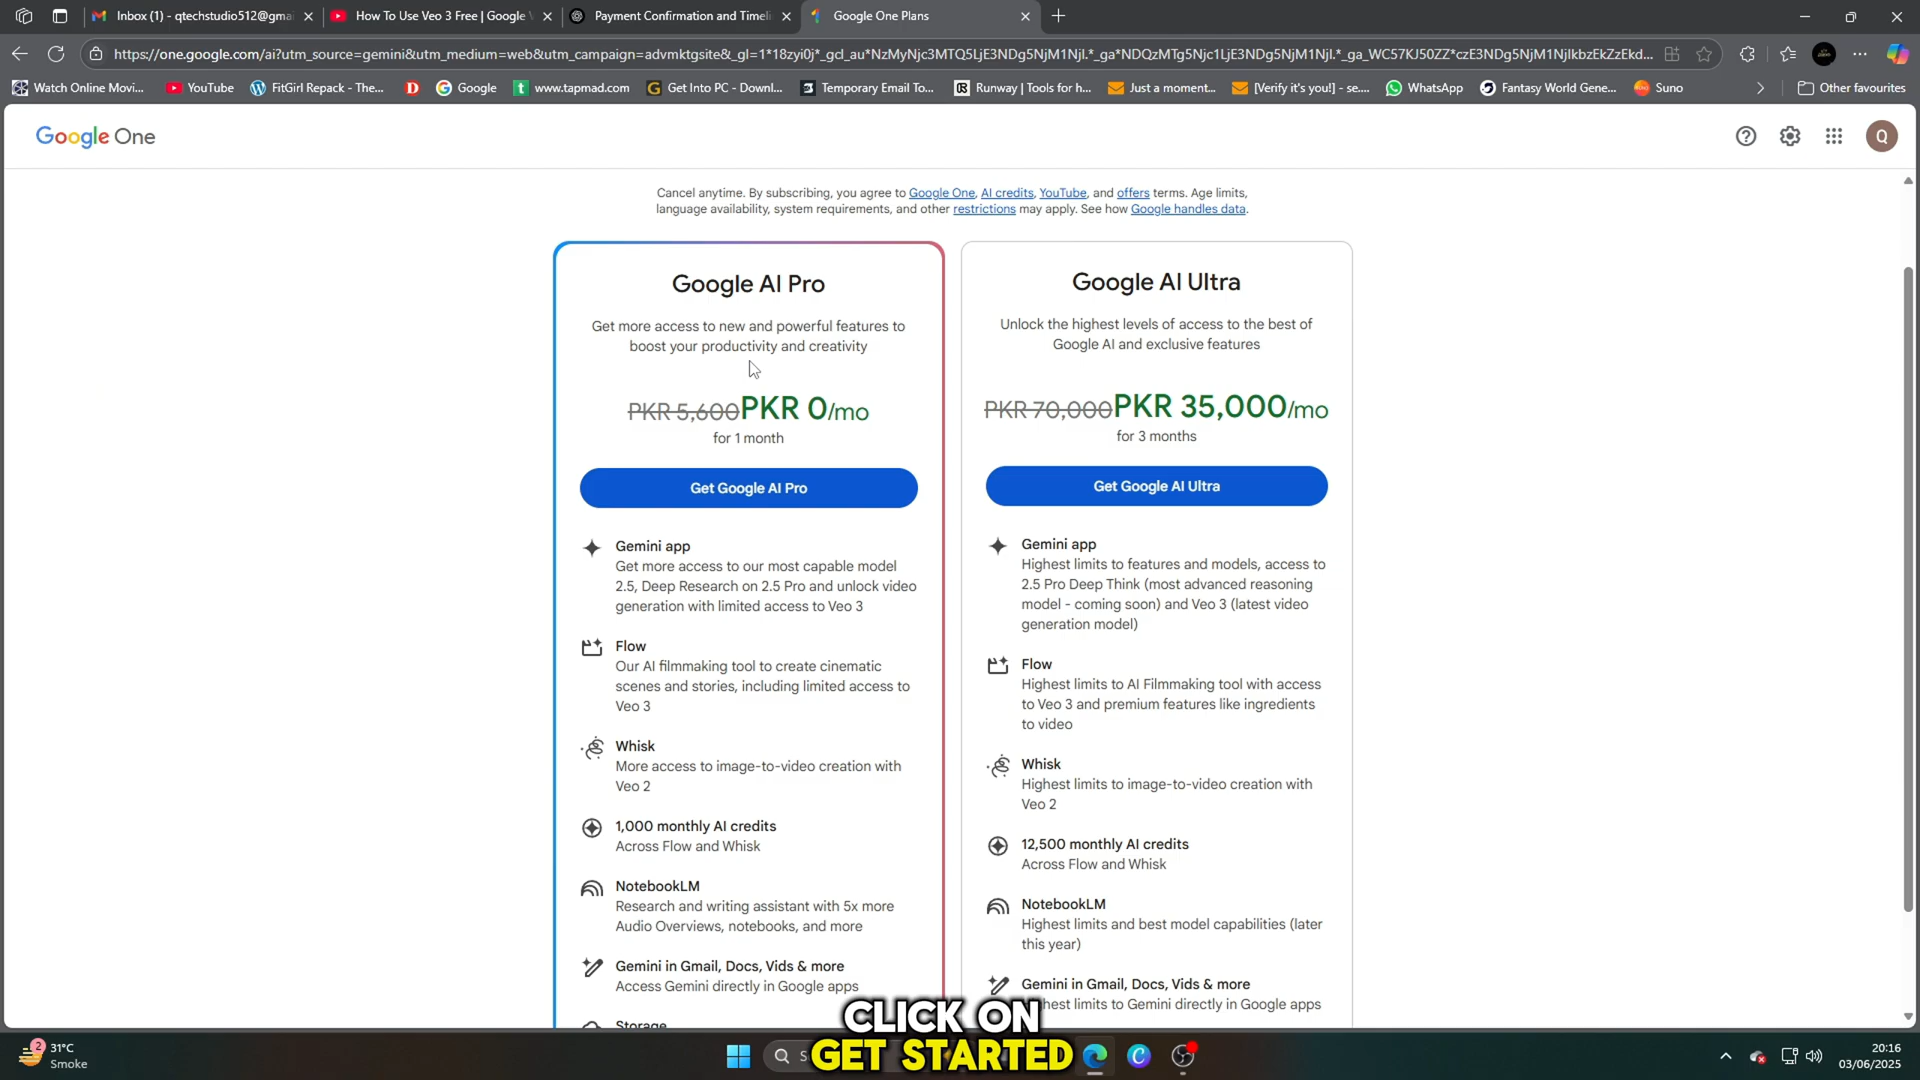 Inbox (1) - qtechstudio512@gma
How To Use Veo 3 Free | Google V
Payment Confirmation and Timeli
Google One Plans
https://one.google.com/ai?utm_source=gemini&utm_medium=web&utm_campaign=advmktgsite&_gl=1*18zyi0j*_gcl_au*NzMyNjc3MTQ5LjE3NDg5NjM1NjI.*_ga*NDQzMTg5Njc1LjE3NDg5NjM1NjI.*_ga_WC57KJ50ZZ*czE3NDg5NjM1NjIkbzEkZzEkd...
Watch Online Movi...
YouTube
FitGirl Repack - The...
Google
www.tapmad.com
Get Into PC - Downl...
Temporary Email To...
Runway | Tools for h...
Just a moment...
[Verify it's you!] - se....
WhatsApp
Fantasy World Gene...
Suno
Other favourites
Google One
Q
Cancel anytime. By subscribing, you agree to Google One, AI credits, YouTube, and offers terms. Age limits,
language availability, system requirements, and other restrictions may apply. See how Google handles data.
Google AI Pro
Get more access to new and powerful features to
boost your productivity and creativity
PKR 5,600 PKR 0/mo
for 1 month
Get Google AI Pro
Gemini app
Get more access to our most capable model
2.5, Deep Research on 2.5 Pro and unlock video
generation with limited access to Veo 3
Flow
Our AI filmmaking tool to create cinematic
scenes and stories, including limited access to
Veo 3
Whisk
More access to image-to-video creation with
Veo 2
1,000 monthly AI credits
Across Flow and Whisk
NotebookLM
Research and writing assistant with 5x more
Audio Overviews, notebooks, and more
Gemini in Gmail, Docs, Vids & more
Access Gemini directly in Google apps
Storage
Google AI Ultra
Unlock the highest levels of access to the best of
Google AI and exclusive features
PKR 70,000 PKR 35,000/mo
for 3 months
Get Google AI Ultra
Gemini app
Highest limits to features and models, access to
2.5 Pro Deep Think (most advanced reasoning
model - coming soon) and Veo 3 (latest video
generation model)
Flow
Highest limits to AI Filmmaking tool with access
to Veo 3 and premium features like ingredients
to video
Whisk
Highest limits to image-to-video creation with
Veo 2
12,500 monthly AI credits
Across Flow and Whisk
NotebookLM
Highest limits and best model capabilities (later
this year)
Gemini in Gmail, Docs, Vids & more
hest limits to Gemini directly in Google apps
CLICK ON
GET STARTED
2
31°C
Smoke
20:16
03/06/2025